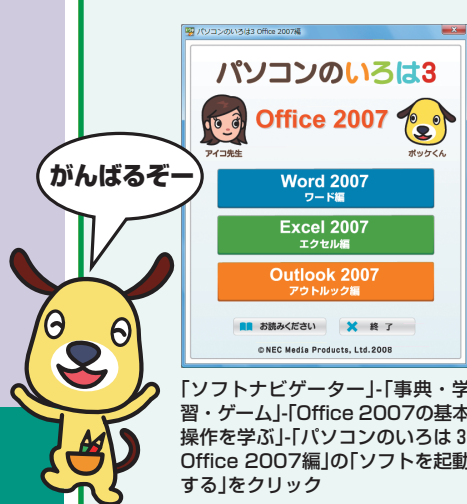 パソコンのいろは3 Office 2007編
パソコンのいろは3
Office 2007
アイコ先生
ポッケくん
がんばるぞー
Word 2007
ワード編
Excel 2007
エクセル編
Outlook 2007
アウトルック編
お読みください
終 了
©NEC Media Products, Ltd.2008
「ソフトナビゲーター」-「事典・学
習・ゲーム」-「Office 2007の基本
操作を学ぶ」-「パソコンのいろは 3
Office 2007編」の「ソフトを起動
する」をクリック